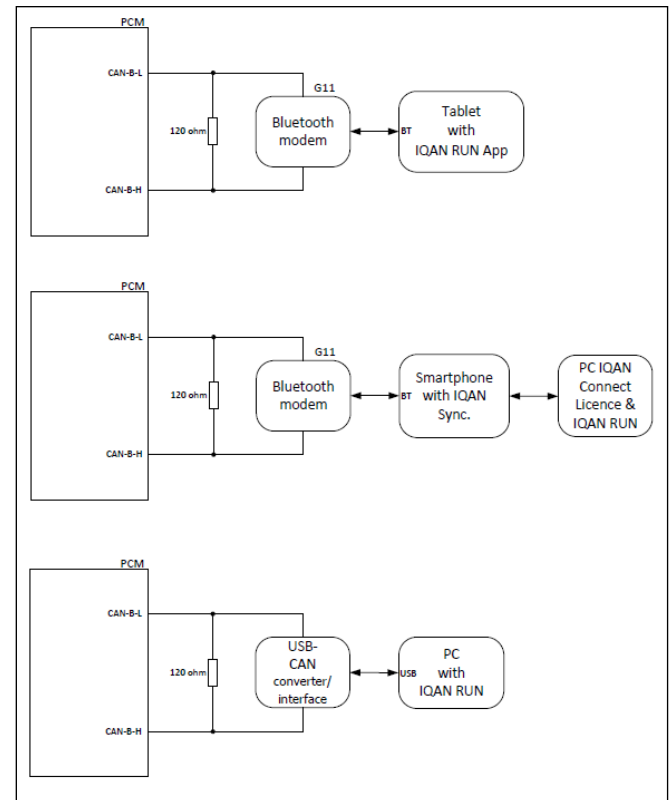 PCM
CAN-B-L
G11
120 ohm
Bluetooth
modem
BT
Tablet
with
IQAN RUN App
CAN-B-H
PCM
CAN-B-L
G11
120 ohm
Bluetooth
modem
BT
Smartphone
with IQAN
Sync.
PC IQAN
Connect
Licence &
IQAN RUN
CAN-B-H
PCM
CAN-B-L
120 ohm
USB-
CAN
converter/
interface
USB
PC
with
IQAN RUN
CAN-B-H